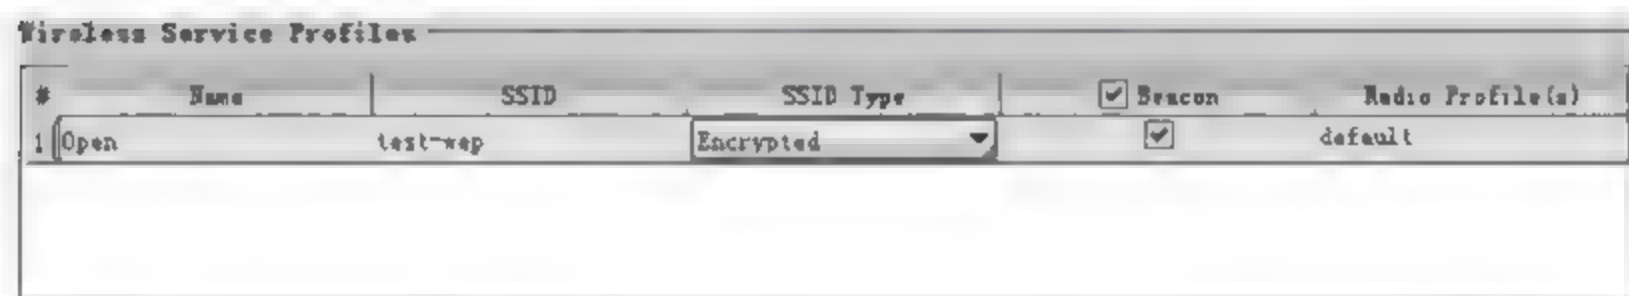 Wireless Service Profiles
# Name SSID SSID Type Beacon Radio Profile(s)
1 Open test-wep Encrypted default